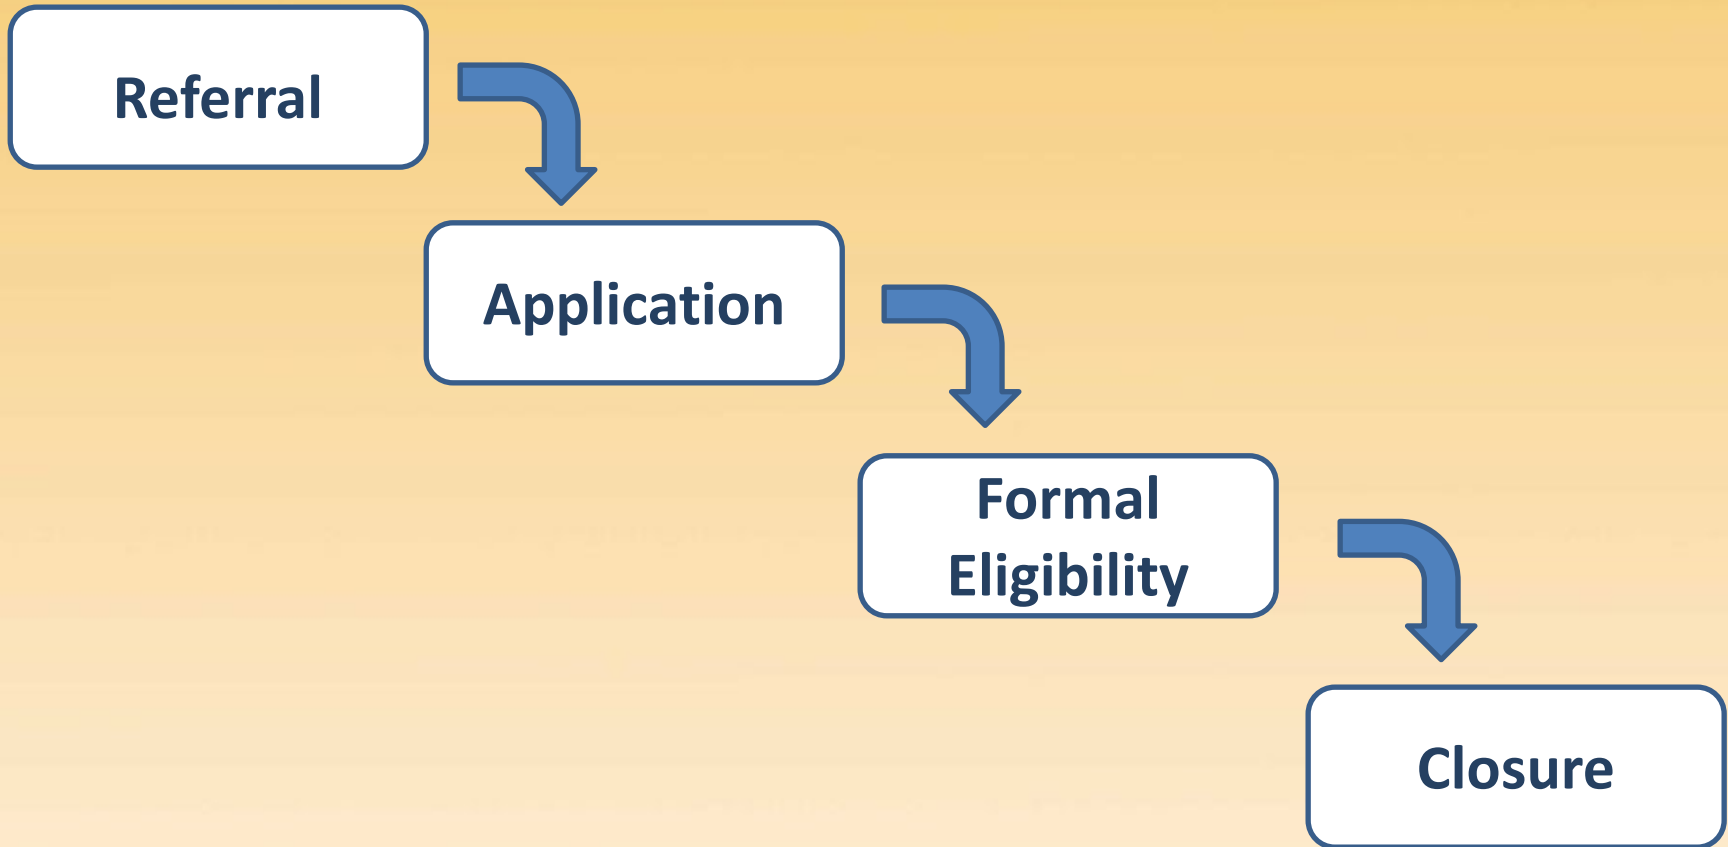 Referral
Application
Formal
Eligibility
Closure